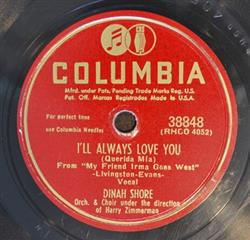 COLUMBIA
Mfrd. under Pats. Pending Trade Marks Reg. U.S.
Pat. Off. Marcas Registradas Made in U.S.A.
For perfect tone
use Columbia Needles
38848
(RHCO 4052)
I'LL ALWAYS LOVE YOU
(Querida Mia)
From "My Friend Irma Goes West"
-Livingston-Evans-
Vocal
DINAH SHORE
Orch. & Choir under the direction
of Harry Zimmerman